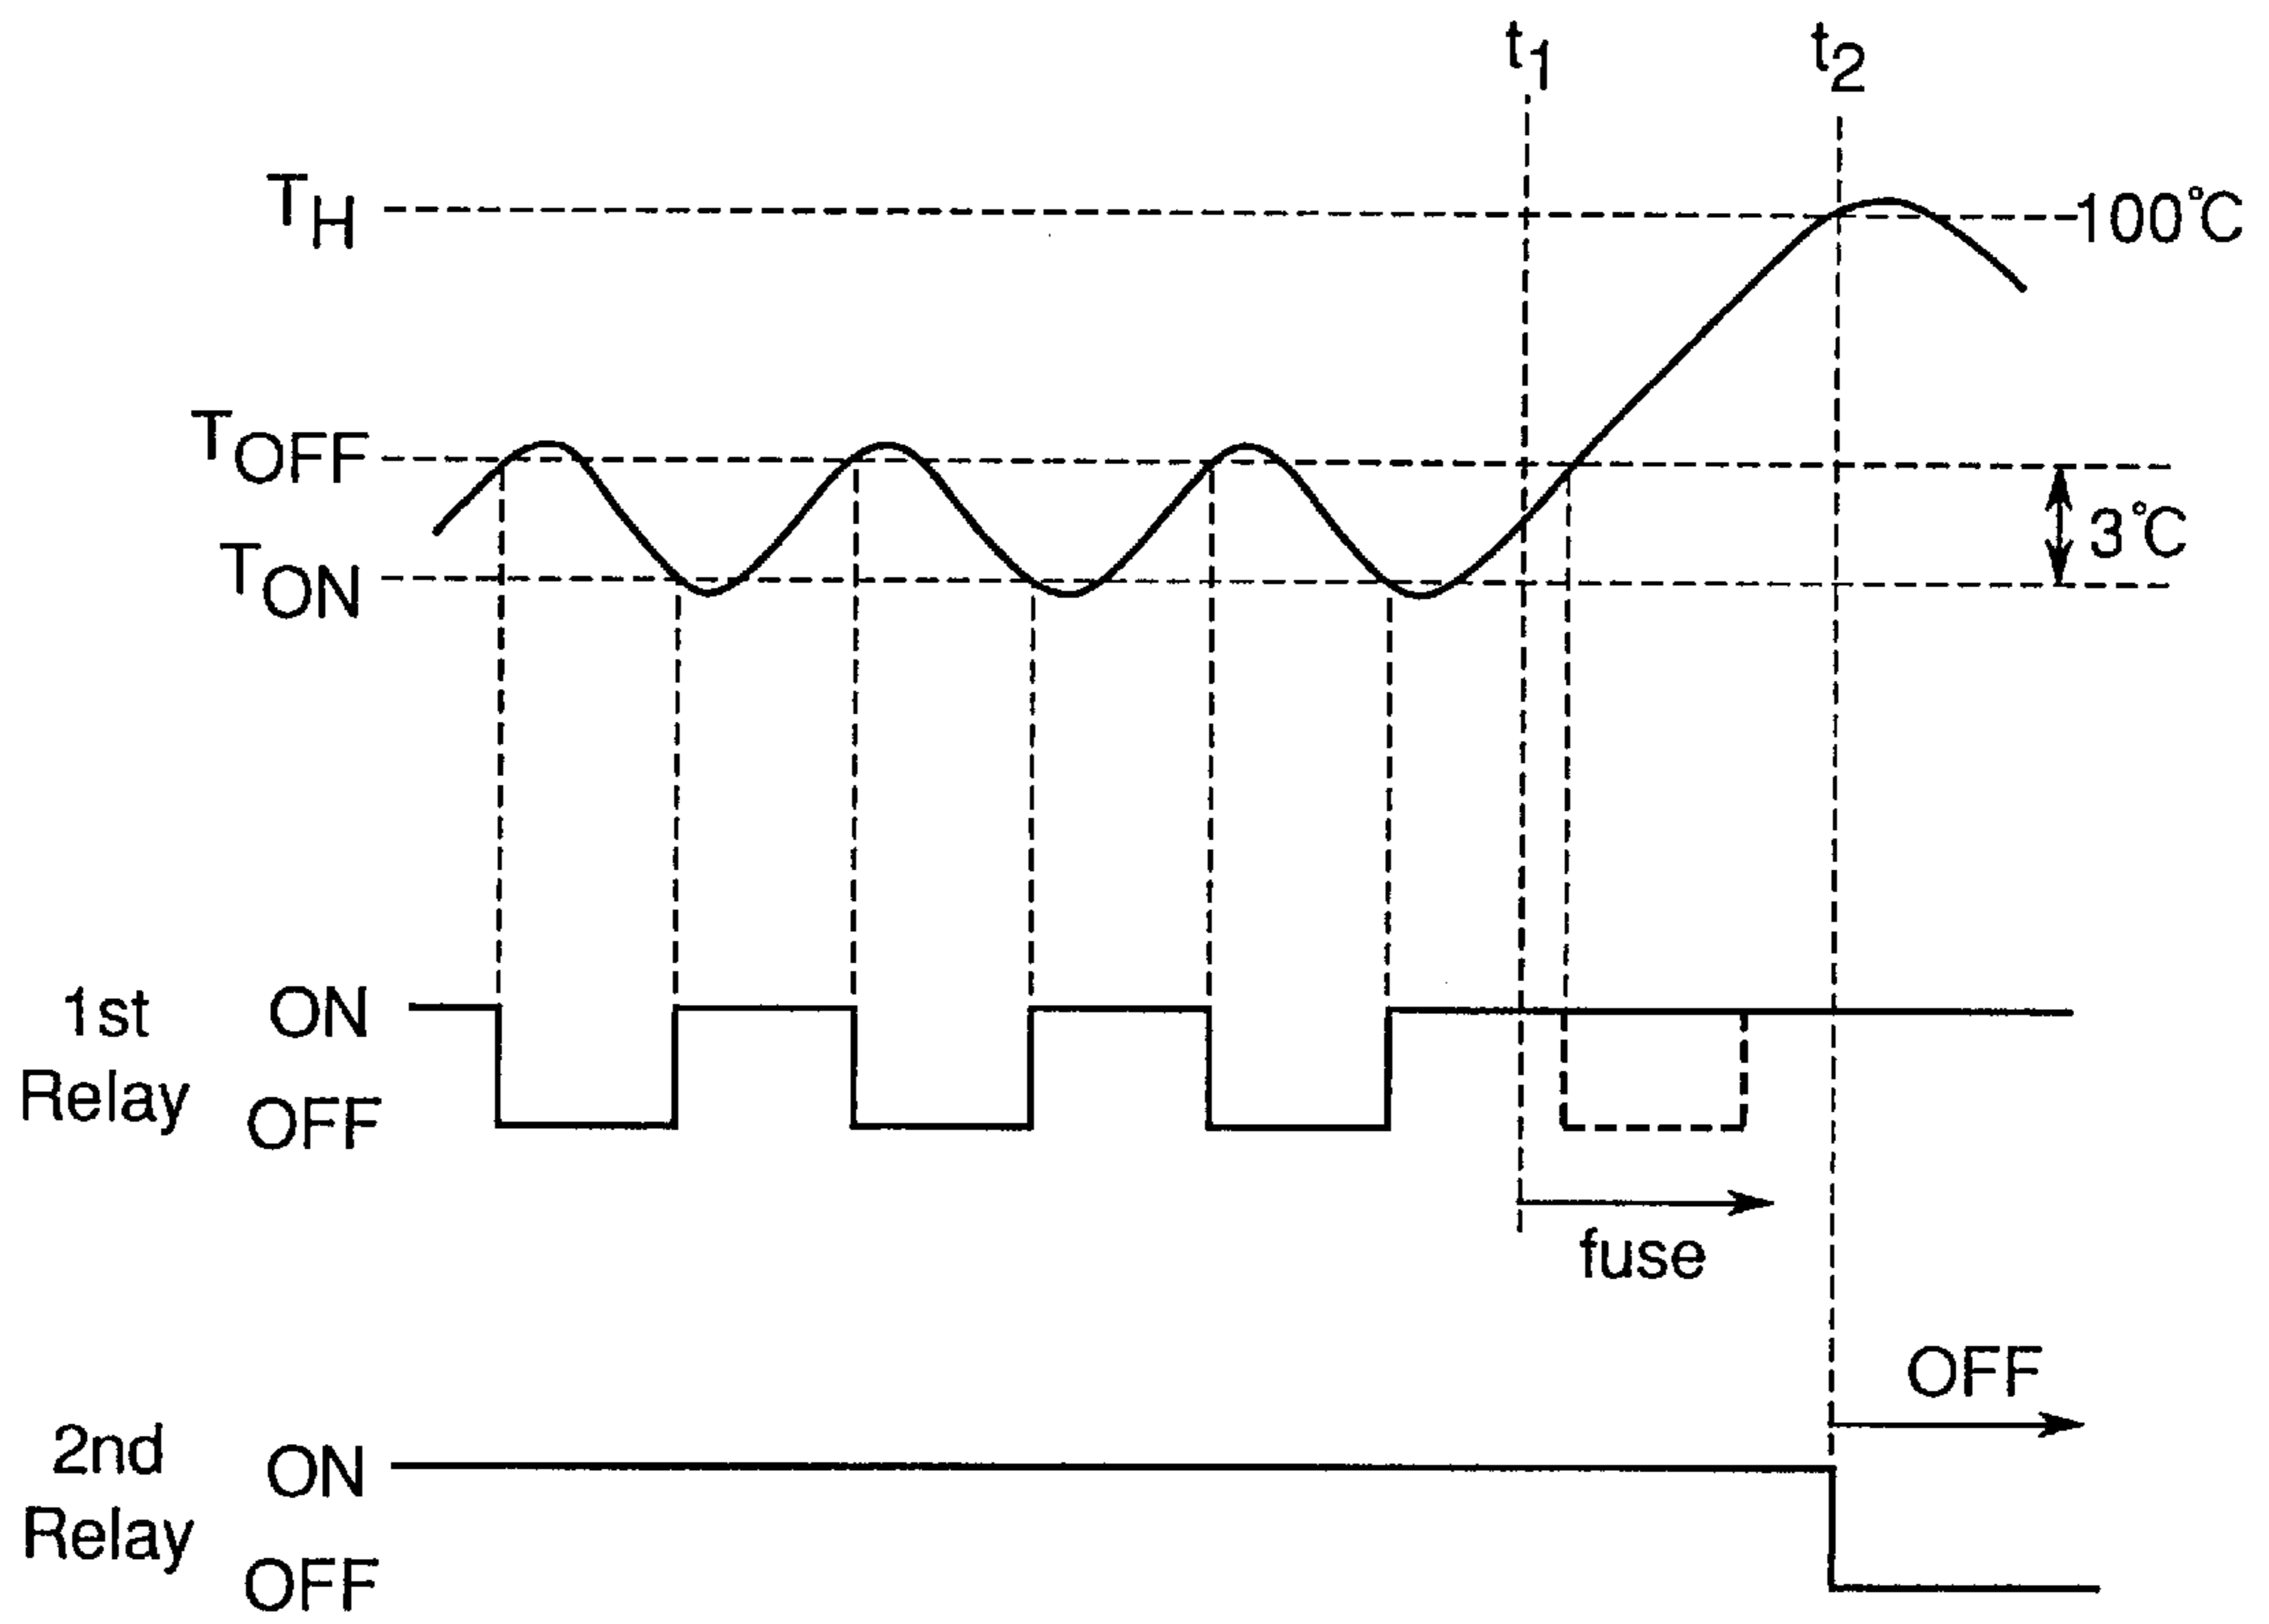 t1 t2
TH 100°C
TOFF
TON 3°C
1st Relay ON OFF
fuse
OFF
2nd Relay ON OFF